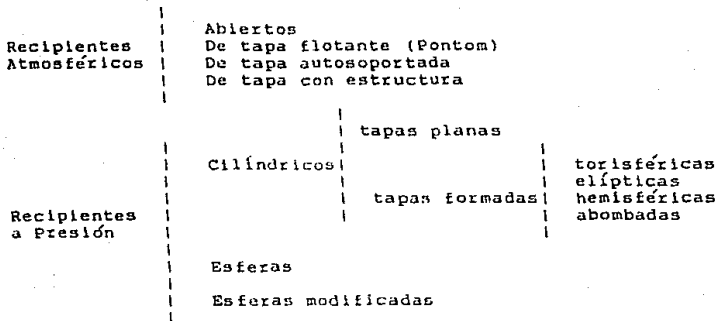 Abiertos
Recipientes De tapa flotante (Pontom)
Atmosféricos De tapa autosoportada
De tapa con estructura
tapas planas
Cilíndricos torisféricas
elípticas
tapas formadas hemisféricas
Recipientes abombadas
a Presión
Esferas
Esferas modificadas